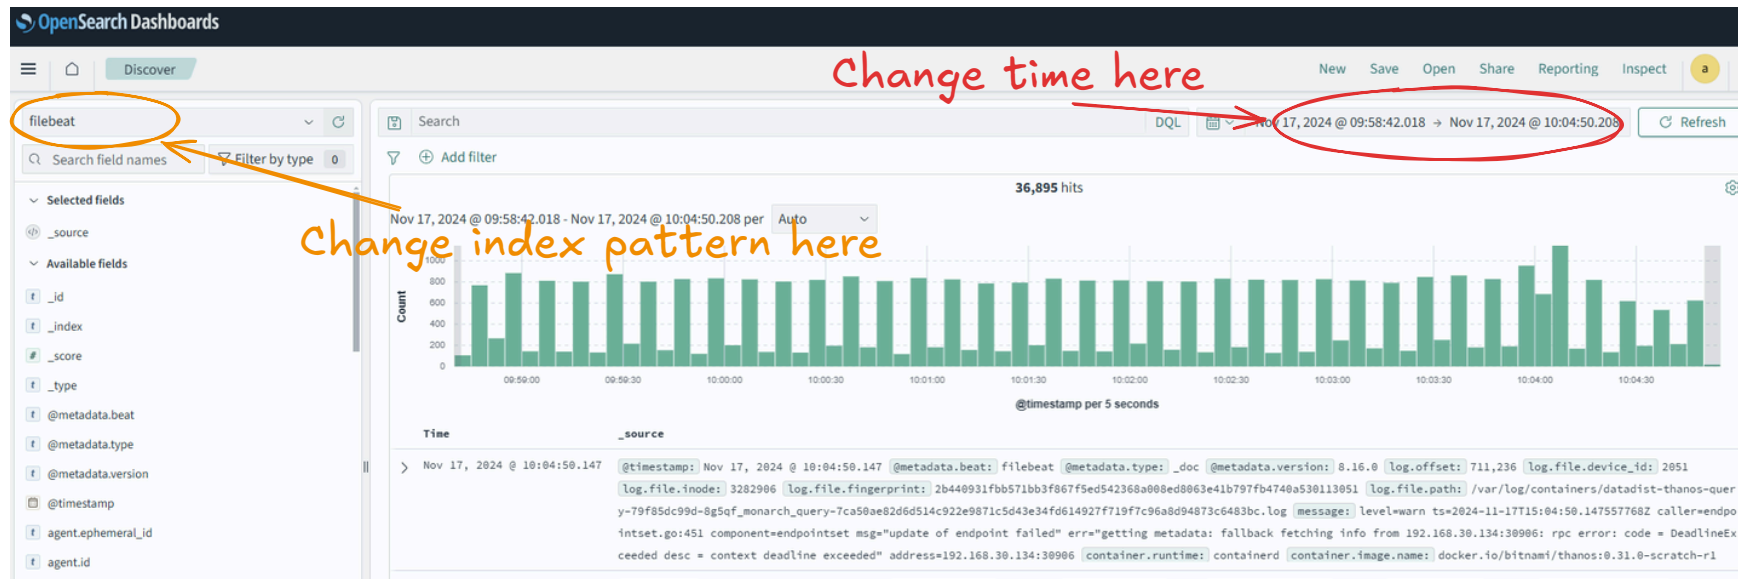 OpenSearch Dashboards
Discover
Change time here
New Save Open Share Reporting Inspect a
filebeat
Search DQL Nov 17, 2024 @ 09:58:42.018 → Nov 17, 2024 @ 10:04:50.208 Refresh
Search field names Filter by type 0
Add filter
36,895 hits
Selected fields
_source
Available fields
_id
_index
_score
_type
@metadata.beat
@metadata.type
@metadata.version
@timestamp
agent.ephemeral_id
agent.id
Nov 17, 2024 @ 09:58:42.018 - Nov 17, 2024 @ 10:04:50.208 per Auto
Change index pattern here
Count
1000
800
600
400
200
0
09:59:00 09:59:30 10:00:00 10:00:30 10:01:00 10:01:30 10:02:00 10:02:30 10:03:00 10:03:30 10:04:00 10:04:30
@timestamp per 5 seconds
Time _source
Nov 17, 2024 @ 10:04:50.147 @timestamp: Nov 17, 2024 @ 10:04:50.147 @metadata.beat: filebeat @metadata.type: _doc @metadata.version: 8.16.0 log.offset: 711,236 log.file.device_id: 2051
log.file.inode: 3282906 log.file.fingerprint: 2b440931fbb571bb3f867f5ed542368a008ed8063e41b797fb4740a530113051 log.file.path: /var/log/containers/datadist-thanos-quer
y-79f85dc99d-8g5qf_monarch_query-7ca50ae82d6d514c922e9871c5d43e34fd614927f719f7c96a8d94873c6483bc.log message: level=warn ts=2024-11-17T15:04:50.147557768Z caller=endpo
intset.go:451 component=endpointset msg="update of endpoint failed" err="getting metadata: fallback fetching info from 192.168.30.134:30906: rpc error: code = DeadlineEx
ceeded desc = context deadline exceeded" address=192.168.30.134:30906 container.runtime: containerd container.image.name: docker.io/bitnami/thanos:0.31.0-scratch-r1